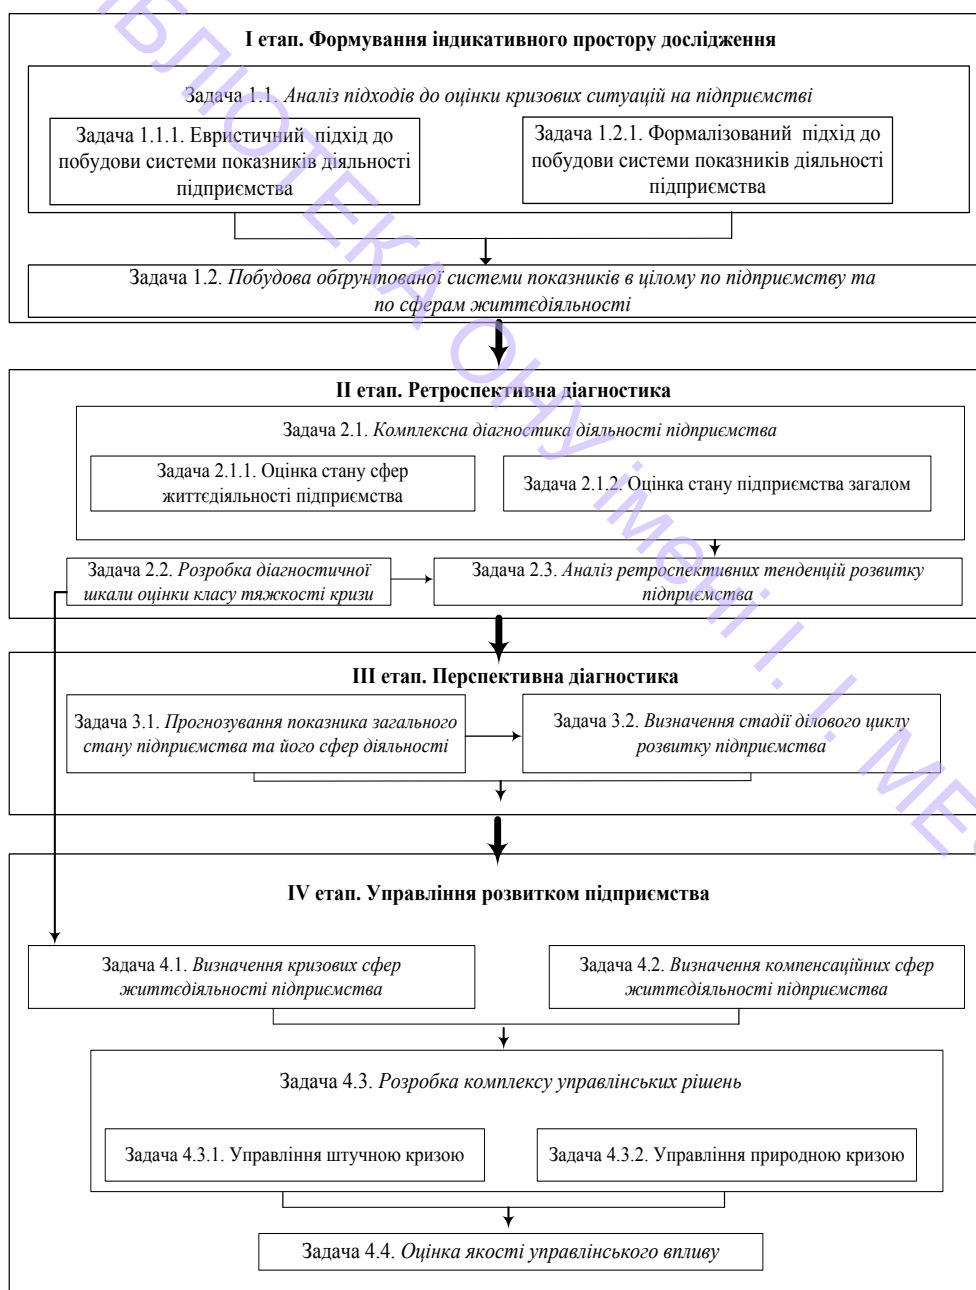 I етап. Формування індикативного простору дослідження
Задача 1.1. Аналіз підходів до оцінки кризових ситуацій на підприємстві
Задача 1.1.1. Евристичний підхід до
побудови системи показників діяльності
підприємства
Задача 1.2.1. Формалізований підхід до
побудови системи показників діяльності
підприємства
Задача 1.2. Побудова обґрунтованої системи показників в цілому по підприємству та
по сферам життєдіяльності
II етап. Ретроспективна діагностика
Задача 2.1. Комплексна діагностика діяльності підприємства
Задача 2.1.1. Оцінка стану сфер
життєдіяльності підприємства
Задача 2.1.2. Оцінка стану підприємства загалом
Задача 2.2. Розробка діагностичної
шкали оцінки класу тяжкості кризи
Задача 2.3. Аналіз ретроспективних тенденцій розвитку
підприємства
III етап. Перспективна діагностика
Задача 3.1. Прогнозування показника загального
стану підприємства та його сфер діяльності
Задача 3.2. Визначення стадії ділового циклу
розвитку підприємства
IV етап. Управління розвитком підприємства
Задача 4.1. Визначення кризових сфер
життєдіяльності підприємства
Задача 4.2. Визначення компенсаційних сфер
життєдіяльності підприємства
Задача 4.3. Розробка комплексу управлінських рішень
Задача 4.3.1. Управління штучною кризою
Задача 4.3.2. Управління природною кризою
Задача 4.4. Оцінка якості управлінського впливу
БЛІОТЕКА ОНУ імені І. І. МЕ